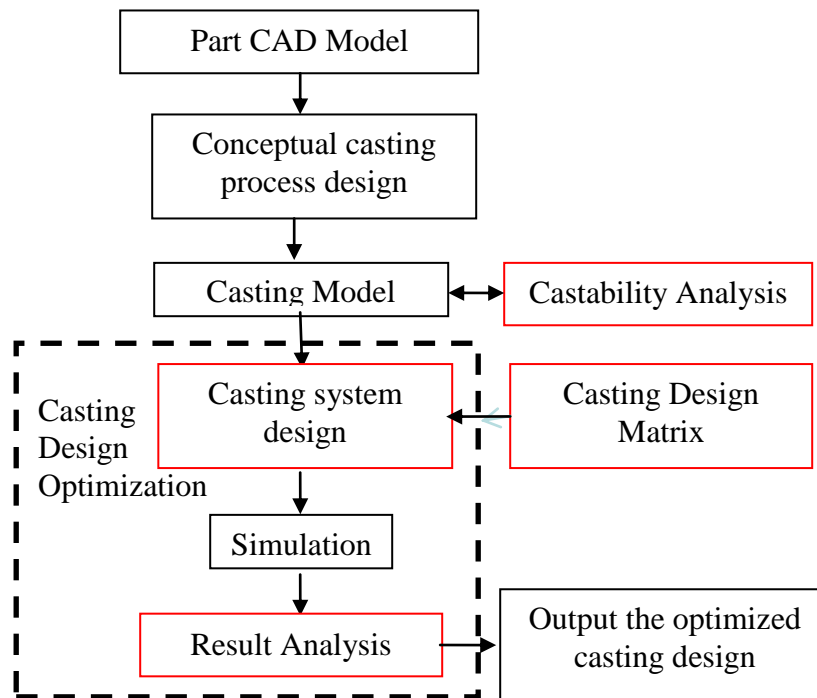 Part CAD Model
Conceptual casting
process design
Casting Model
Castability Analysis
Casting
Design
Optimization
Casting system
design
Casting Design
Matrix
Simulation
Result Analysis
Output the optimized
casting design